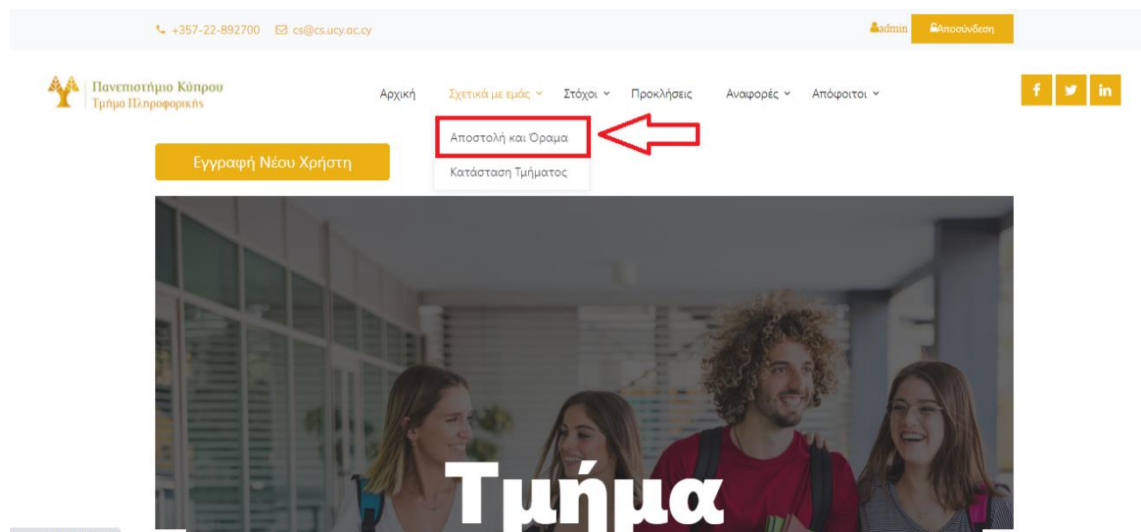 +357-22-892700 cs@cs.ucy.ac.cy admin Αποσύνδεση
Πανεπιστήμιο Κύπρου
Τμήμα Πληροφορικής
Αρχική Σχετικά με εμάς Στόχοι Προκλήσεις Αναφορές Απόφοιτοι
f in
Αποστολή και Όραμα
Εγγραφή Νέου Χρήστη
Κατάσταση Τμήματος
Τμήμα